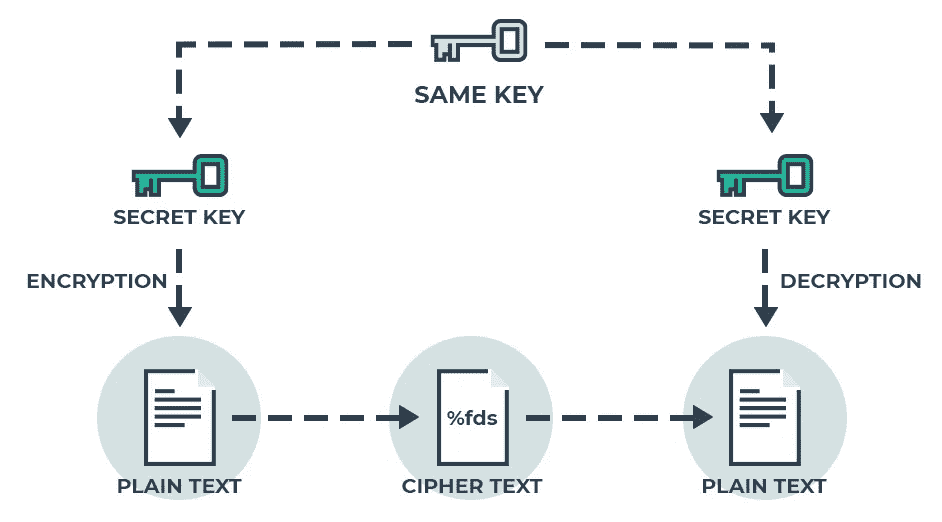 SAME KEY
SECRET KEY
SECRET KEY
ENCRYPTION
DECRYPTION
%fds
PLAIN TEXT
CIPHER TEXT
PLAIN TEXT